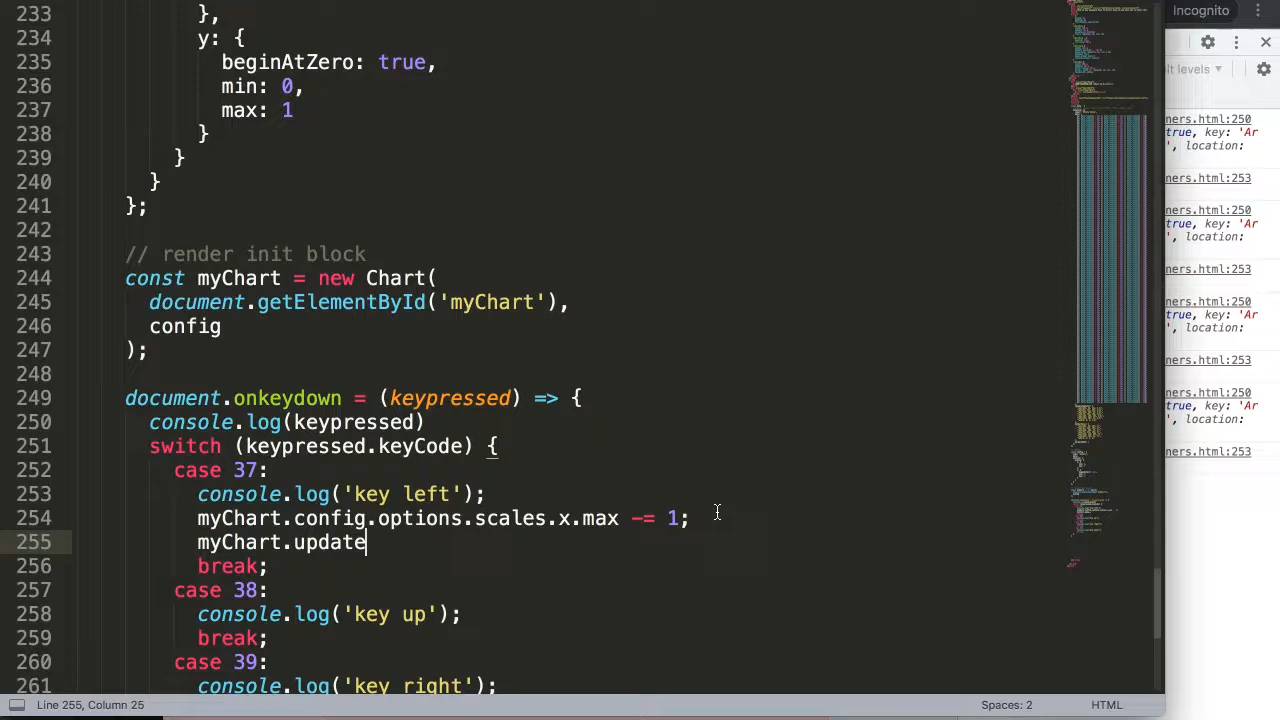 233 },
234 y: {
235 beginAtZero: true,
236 min: 0,
237 max: 1
238 }
239 }
240 }
241 };
242
243 // render init block
244 const myChart = new Chart(
245 document.getElementById('myChart'),
246 config
247 );
248
249 document.onkeydown = (keypressed) => {
250 console.log(keypressed)
251 switch (keypressed.keyCode) {
252 case 37:
253 console.log('key left');
254 myChart.config.options.scales.x.max -= 1;
255 myChart.update
256 break;
257 case 38:
258 console.log('key up');
259 break;
260 case 39:
261 console.log('key right');
Line 255, Column 25
Spaces: 2
HTML
Incognito
lt levels
ners.html:250
true, key: 'Ar
', location:
ners.html:253
ners.html:250
true, key: 'Ar
', location:
ners.html:253
ners.html:250
true, key: 'Ar
', location:
ners.html:253
ners.html:250
true, key: 'Ar
', location:
ners.html:253